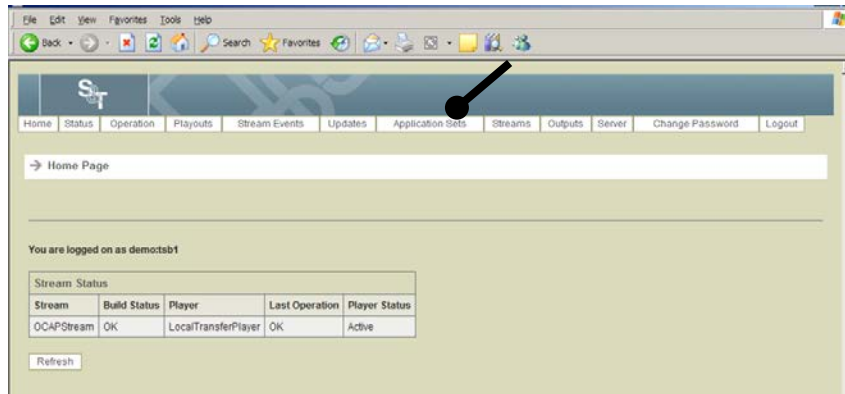 File Edit View Favorites Tools Help
Back Search Favorites
S&T
Home Status Operation Playouts Stream Events Updates Application Sets Streams Outputs Server Change Password Logout
→ Home Page
You are logged on as demo:tsb1
Stream Status
Stream Build Status Player Last Operation Player Status
OCAPStream OK LocalTransferPlayer OK Active
Refresh